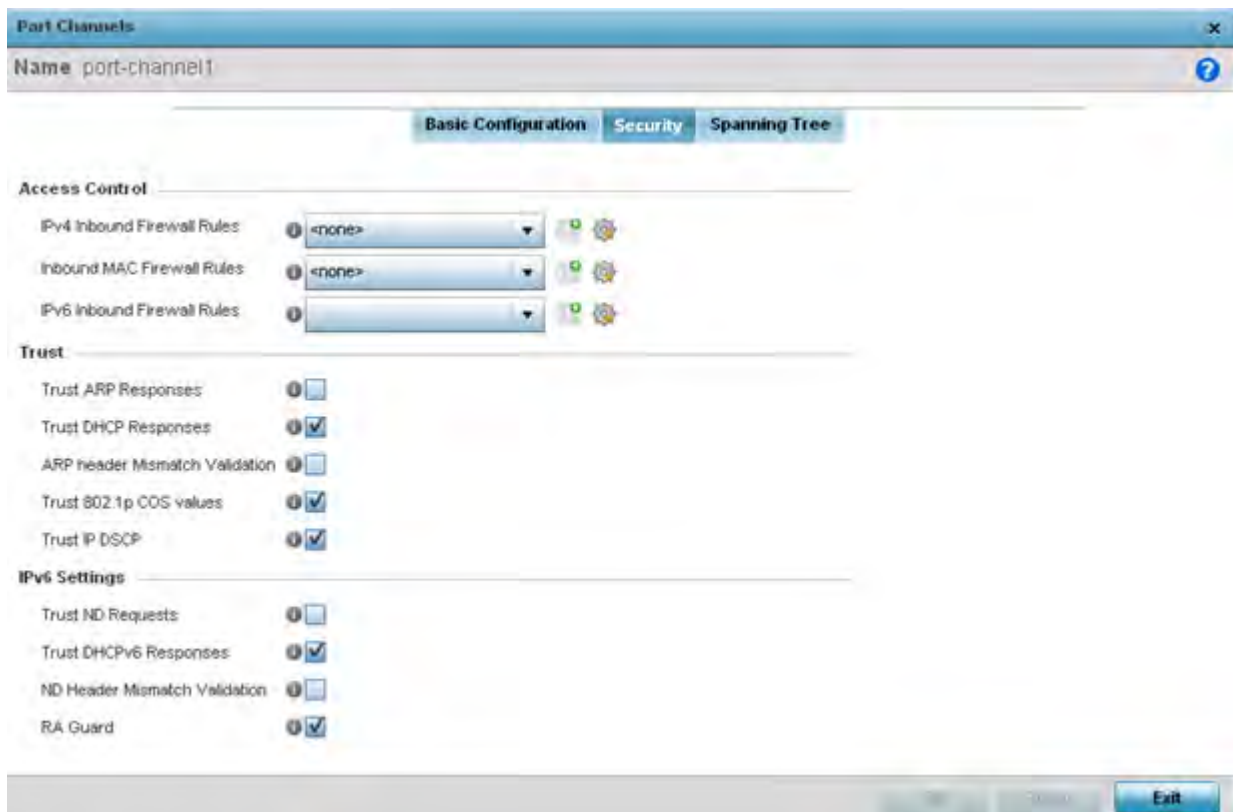 Port Channels
Name port-channel1
Basic Configuration Security Spanning Tree
Access Control
IPv4 Inbound Firewall Rules <none>
Inbound MAC Firewall Rules <none>
IPv6 Inbound Firewall Rules
Trust
Trust ARP Responses
Trust DHCP Responses
ARP header Mismatch Validation
Trust 802.1p COS values
Trust IP DSCP
IPv6 Settings
Trust ND Requests
Trust DHCPv6 Responses
ND Header Mismatch Validation
RA Guard
Exit